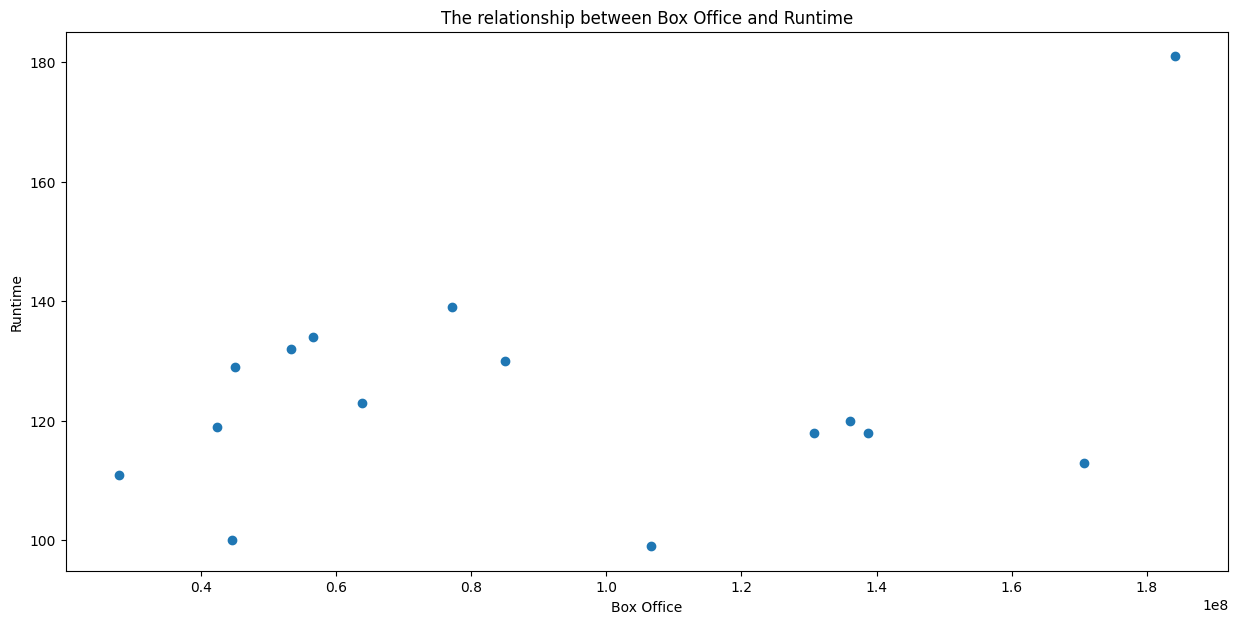 The relationship between Box Office and Runtime
180
160
140
120
100
Runtime
0.4 0.6 0.8 1.0 1.2 1.4 1.6 1.8
1e8
Box Office